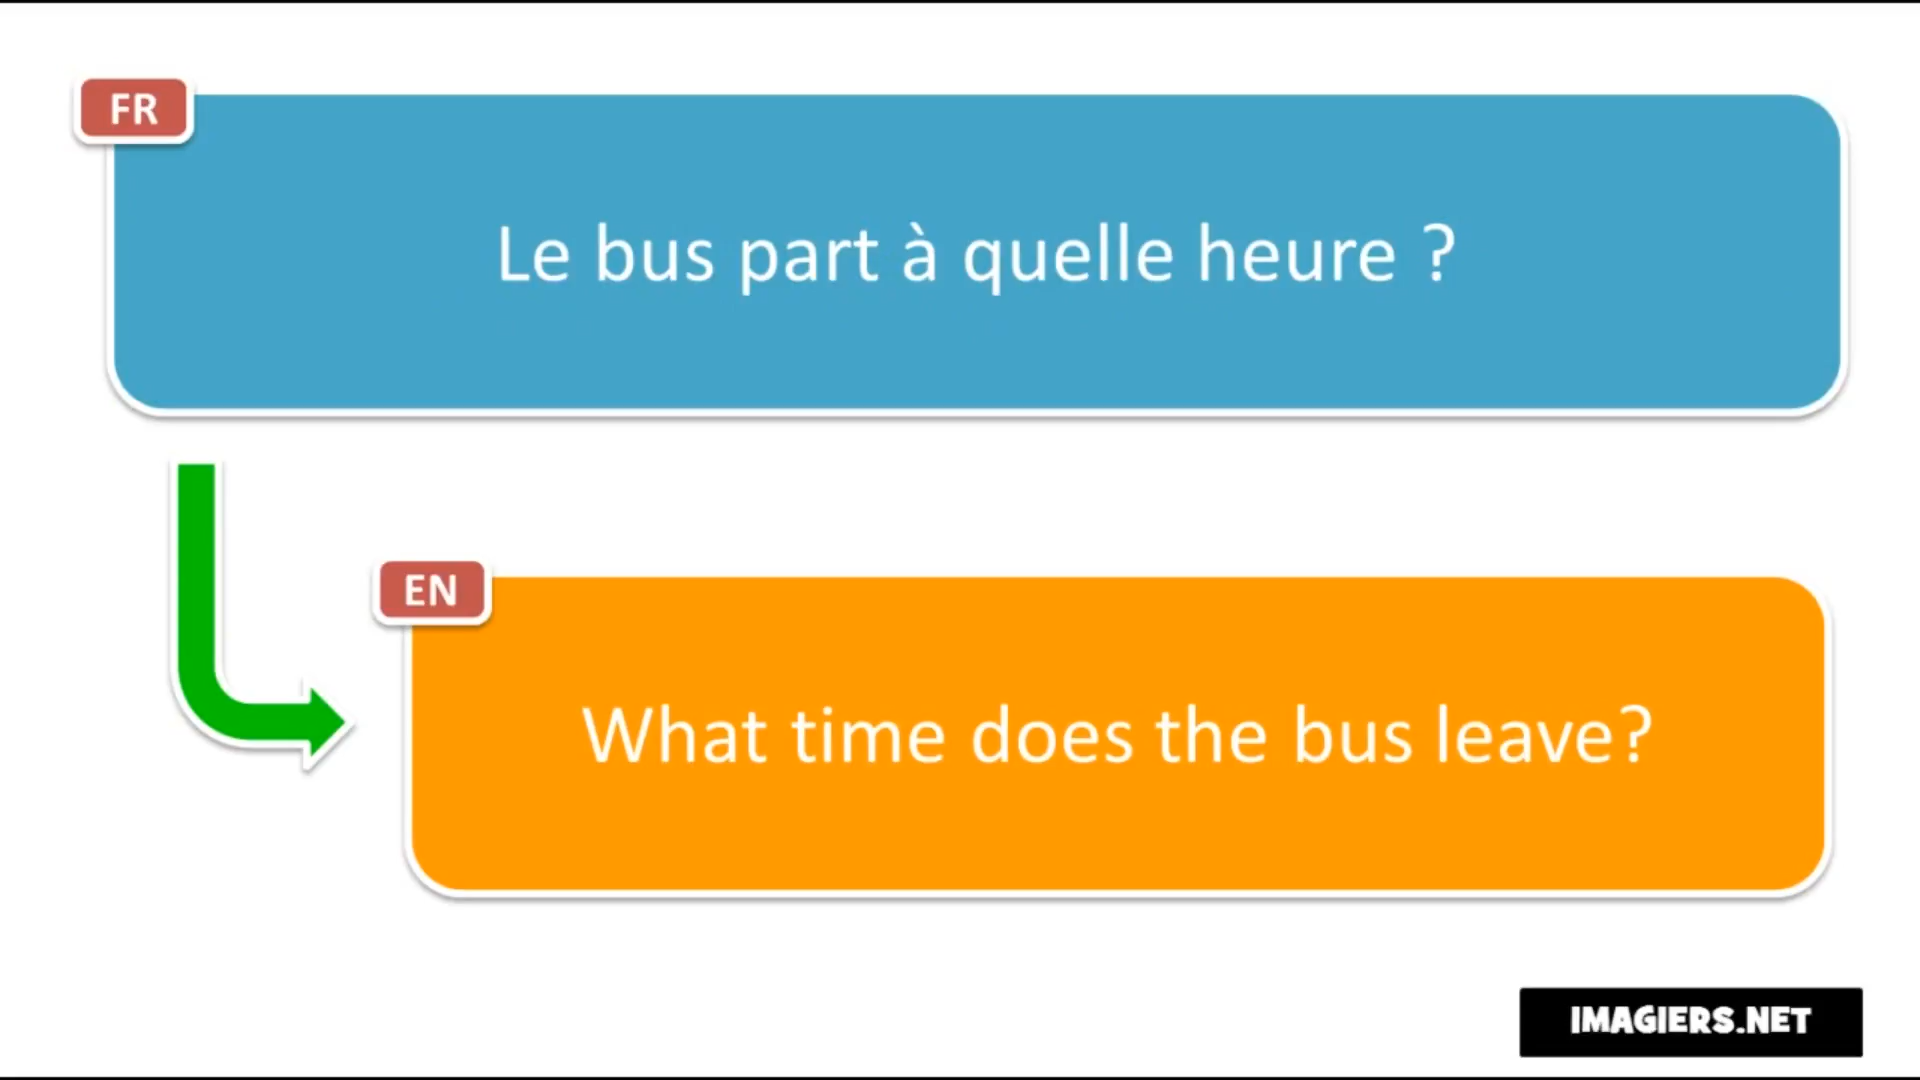 FR
Le bus part à quelle heure ?
EN
What time does the bus leave?
IMAGIERS.NET